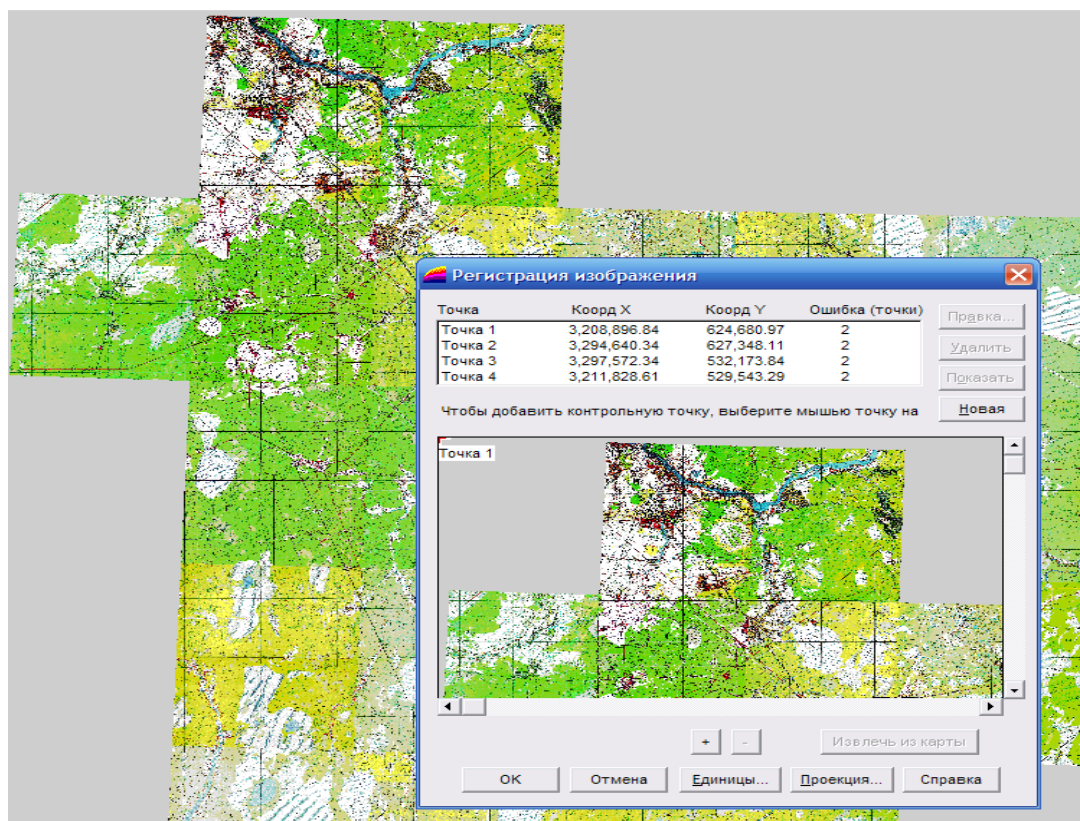 Регистрация изображения
Точка Коорд X Коорд Y Ошибка (точки)
Точка 1 3,208,896.84 624,680.97 2
Точка 2 3,294,640.34 627,348.11 2
Точка 3 3,297,572.34 532,173.84 2
Точка 4 3,211,828.61 529,543.29 2
Правка...
Удалить
Показать
Новая
Чтобы добавить контрольную точку, выберите мышью точку на
Точка 1
+ -
Извлечь из карты
OK Отмена Единицы... Проекция... Справка